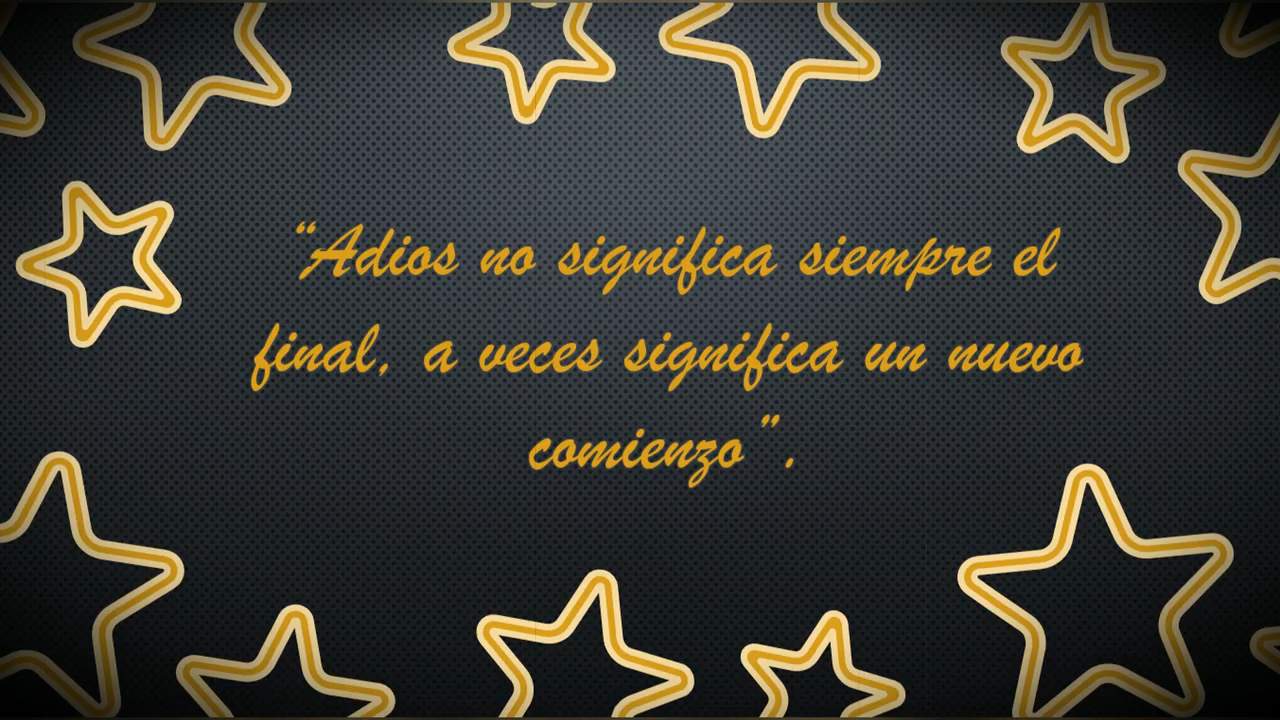 “Adios no significa siempre el
final, a veces significa un nuevo
comienzo”.